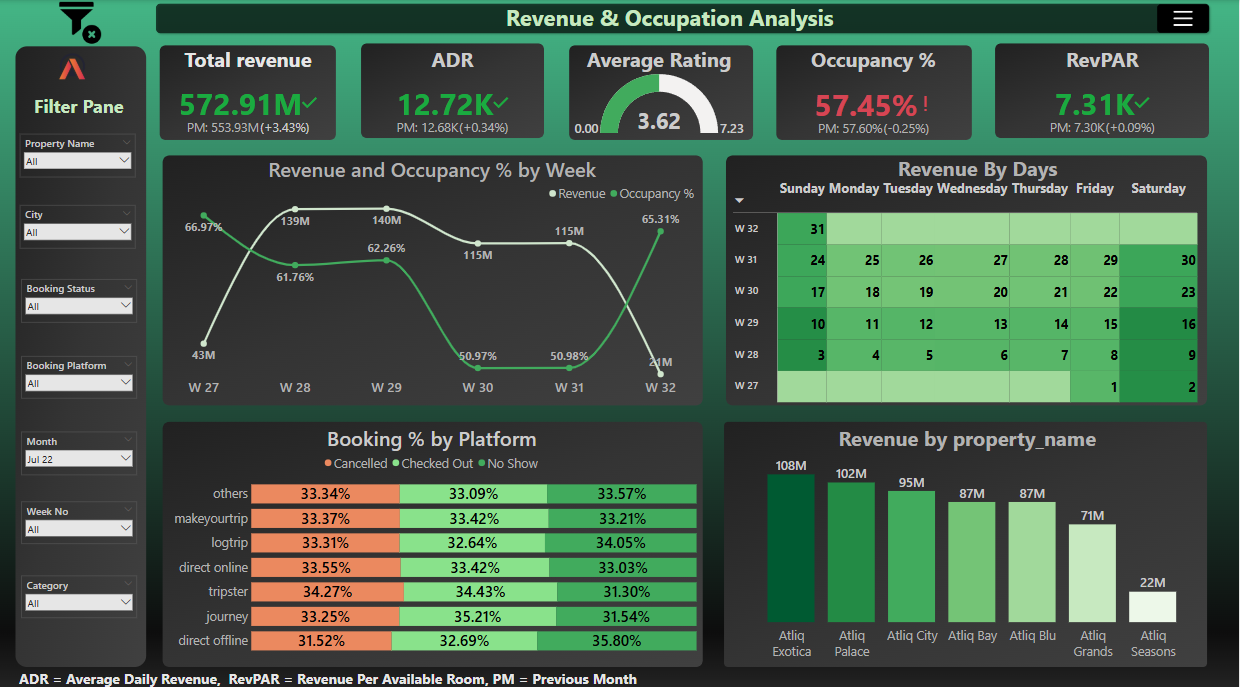 Revenue & Occupation Analysis
Filter Pane
Property Name
All
City
All
Booking Status
All
Booking Platform
All
Month
Jul 22
Week No
All
Category
All
Total revenue
572.91M
PM: 553.93M(+3.43%)
ADR
12.72K
PM: 12.68K(+0.34%)
Average Rating
3.62
0.00 7.23
Occupancy %
57.45% !
PM: 57.60%(-0.25%)
RevPAR
7.31K
PM: 7.30K(+0.09%)
Revenue and Occupancy % by Week
Revenue Occupancy %
66.97% 139M 140M 65.31%
62.26% 115M
61.76% 115M
43M 50.97% 50.98% 21M
W 27 W 28 W 29 W 30 W 31 W 32
Revenue By Days
Sunday Monday Tuesday Wednesday Thursday Friday Saturday
W 32 31
W 31 24 25 26 27 28 29 30
W 30 17 18 19 20 21 22 23
W 29 10 11 12 13 14 15 16
W 28 3 4 5 6 7 8 9
W 27 1 2
Booking % by Platform
Cancelled Checked Out No Show
others 33.34% 33.09% 33.57%
makeyourtrip 33.37% 33.42% 33.21%
logtrip 33.31% 32.64% 34.05%
direct online 33.55% 33.42% 33.03%
tripster 34.27% 34.43% 31.30%
journey 33.25% 35.21% 31.54%
direct offline 31.52% 32.69% 35.80%
Revenue by property_name
108M 102M 95M 87M 87M 71M 22M
Atliq Exotica
Atliq Palace
Atliq City
Atliq Bay
Atliq Blu
Atliq Grands
Atliq Seasons
ADR = Average Daily Revenue, RevPAR = Revenue Per Available Room, PM = Previous Month